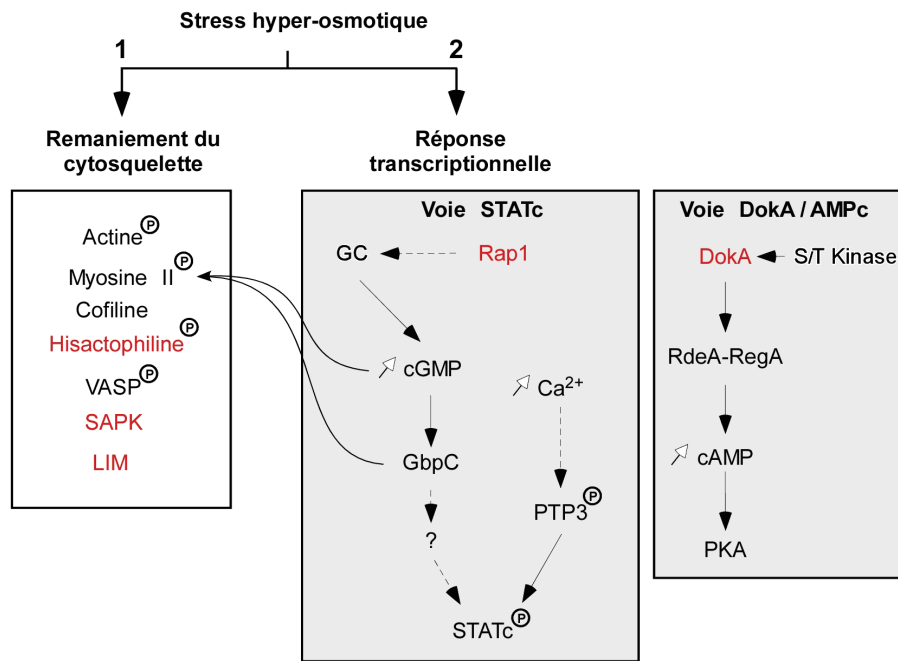 Stress hyper-osmotique
1
2
Remaniement du
cytosquelette
Réponse
transcriptionnelle
Actine P
Myosine II P
Cofiline
Hisactophiline P
VASP P
SAPK
LIM
Voie STATc
GC
Rap1
cGMP
Ca²⁺
GbpC
PTP3 P
?
STATc P
Voie DokA / AMPc
DokA
S/T Kinase
RdeA-RegA
cAMP
PKA